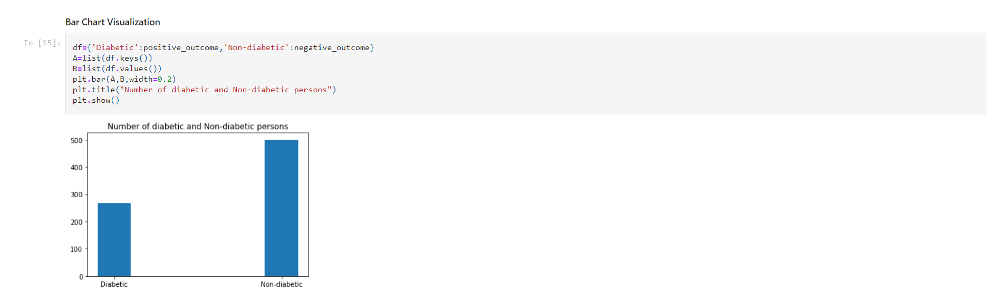 Bar Chart Visualization
In [15]:
df={'Diabetic':positive_outcome,'Non-diabetic':negative_outcome}
A=list(df.keys())
B=list(df.values())
plt.bar(A,B,width=0.2)
plt.title("Number of diabetic and Non-diabetic persons")
plt.show()
Number of diabetic and Non-diabetic persons
500
400
300
200
100
0
Diabetic Non-diabetic